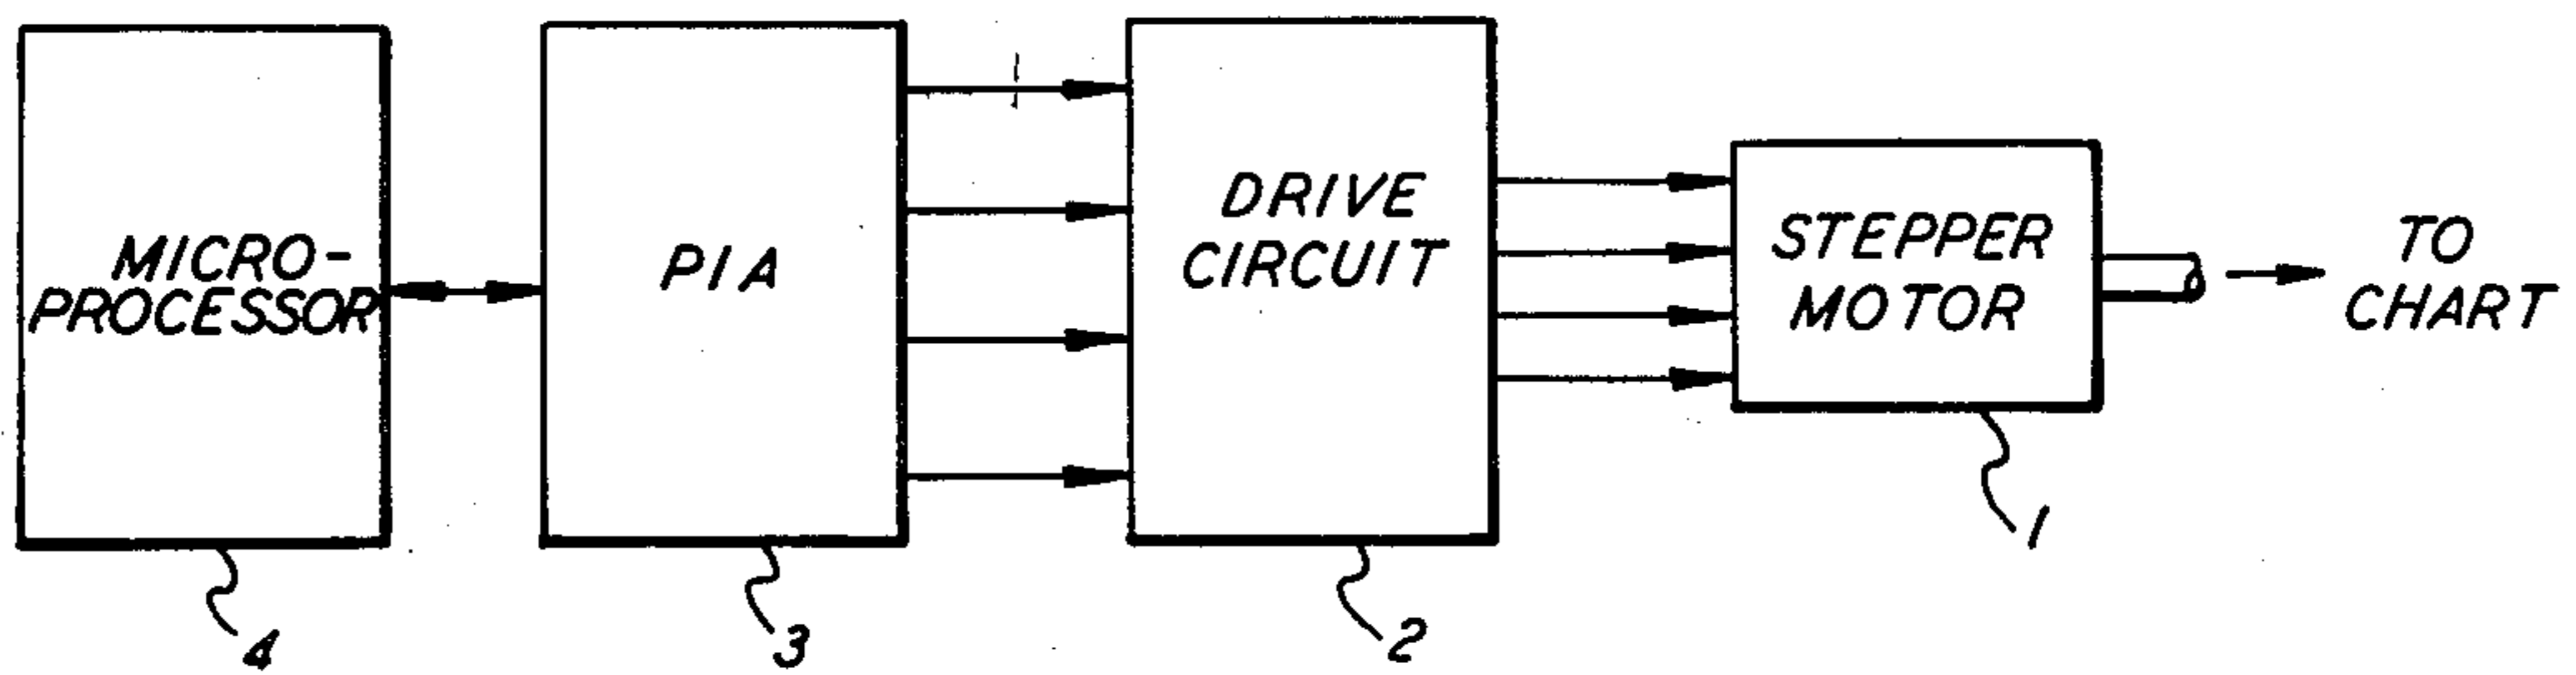 MICRO-
PROCESSOR
PIA
DRIVE
CIRCUIT
STEPPER
MOTOR
TO
CHART
4
3
2
1